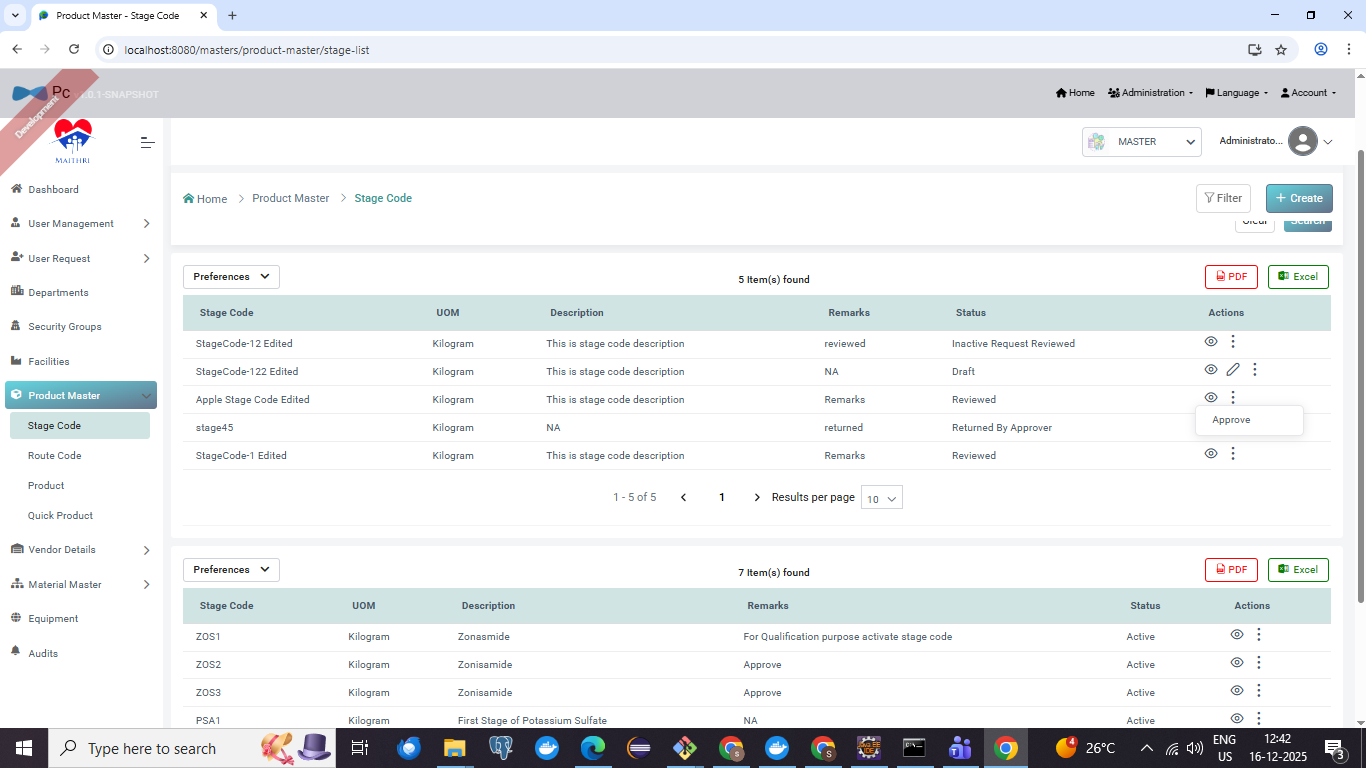 Product Master - Stage Code
localhost:8080/masters/product-master/stage-list
Development
Pc v1.0.1-SNAPSHOT
Home Administration Language Account
MAITHRI
MASTER Administrato...
Dashboard
User Management
User Request
Departments
Security Groups
Facilities
Product Master
Stage Code
Route Code
Product
Quick Product
Vendor Details
Material Master
Equipment
Audits
Home Product Master Stage Code Filter + Create
Clear Search
Preferences 5 Item(s) found PDF Excel
Stage Code UOM Description Remarks Status Actions
StageCode-12 Edited Kilogram This is stage code description reviewed Inactive Request Reviewed
StageCode-122 Edited Kilogram This is stage code description NA Draft
Apple Stage Code Edited Kilogram This is stage code description Remarks Reviewed
Approve
stage45 Kilogram NA returned Returned By Approver
StageCode-1 Edited Kilogram This is stage code description Remarks Reviewed
1 - 5 of 5 1 Results per page 10
Preferences 7 Item(s) found PDF Excel
Stage Code UOM Description Remarks Status Actions
ZOS1 Kilogram Zonasmide For Qualification purpose activate stage code Active
ZOS2 Kilogram Zonisamide Approve Active
ZOS3 Kilogram Zonisamide Approve Active
PSA1 Kilogram First Stage of Potassium Sulfate NA Active
Type here to search
4 26°C
ENG
US
12:42
16-12-2025
3